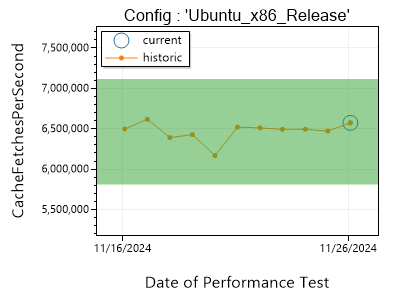 Config : 'Ubuntu_x86_Release'
CacheFetchesPerSecond
7,500,000
7,000,000
6,500,000
6,000,000
5,500,000
current
historic
11/16/2024
11/26/2024
Date of Performance Test